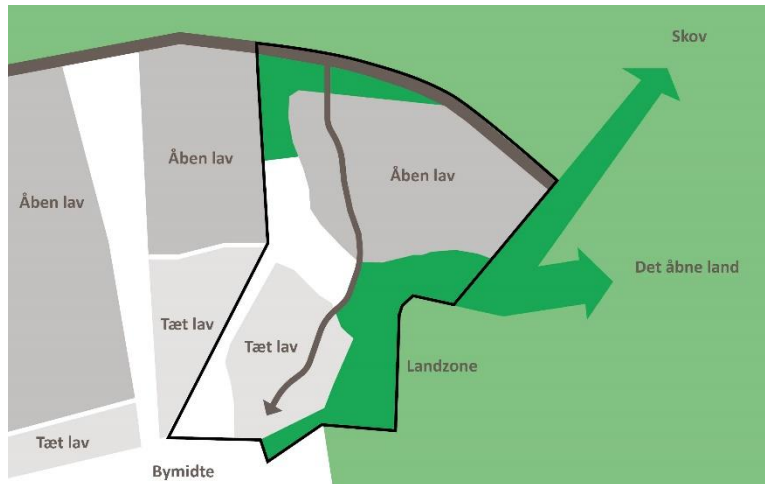 Skov
Åben lav
Åben lav
Åben lav
Det åbne land
Tæt lav
Tæt lav
Landzone
Tæt lav
Bymidte